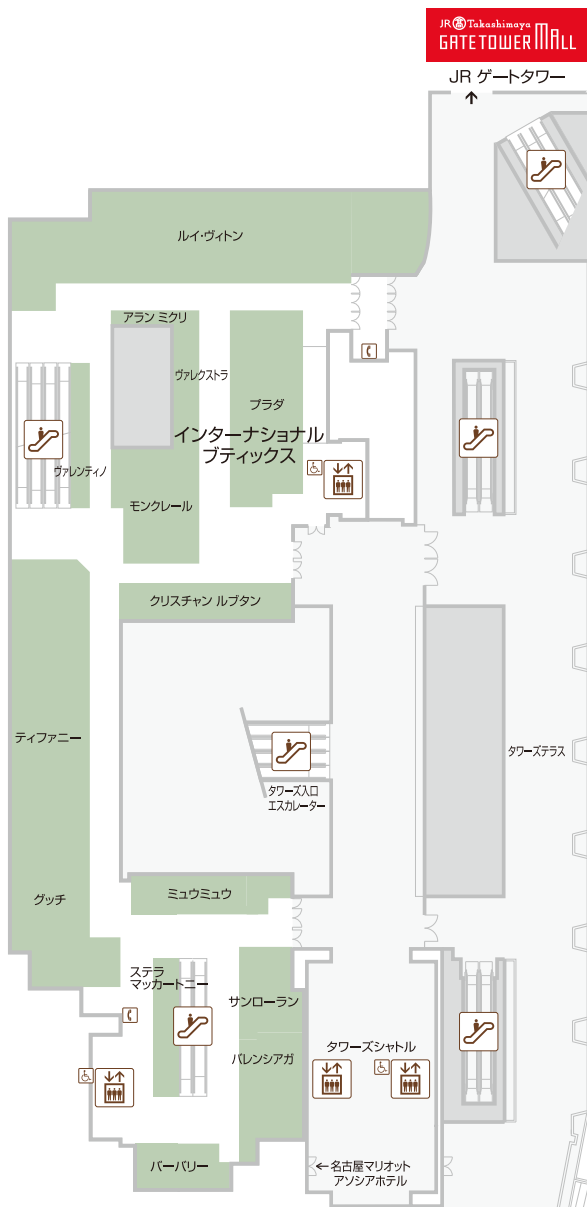 JR 髙 Takashimaya
GATETOWER MALL
JR ゲートタワー
↑
ルイ・ヴィトン
アラン ミクリ
ヴァレクストラ
プラダ
インターナショナル
ブティックス
ヴァレンティノ
モンクレール
クリスチャン ルブタン
ティファニー
タワーズテラス
タワーズ入口
エスカレーター
ミュウミュウ
グッチ
ステラ
マッカートニー
サンローラン
バレンシアガ
タワーズシャトル
バーバリー
←名古屋マリオット
アソシアホテル